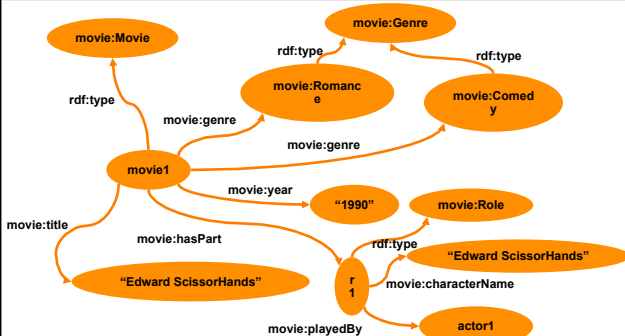 movie:Genre
movie:Movie
rdf:type
rdf:type
movie:Romanc
e
rdf:type
movie:Comed
y
movie:genre
movie:genre
movie1
movie:year
"1990"
movie:Role
movie:title
movie:hasPart
rdf:type
"Edward ScissorHands"
"Edward ScissorHands"
r
1
movie:characterName
movie:playedBy
actor1